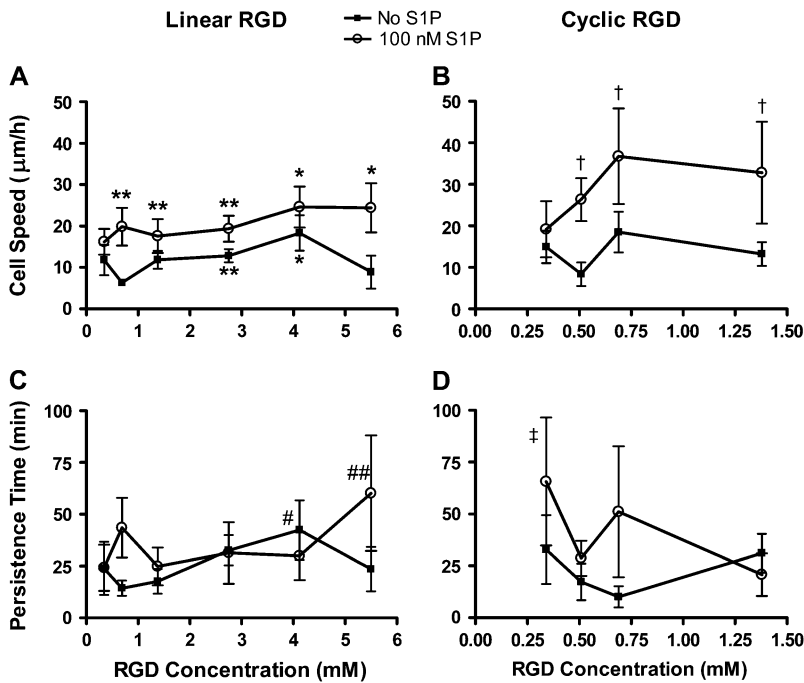 Linear RGD
No S1P
100 nM S1P
Cyclic RGD
A
B
Cell Speed ( μm/h)
50
40
30
20
10
0
** ** ** * *
** *
0 1 2 3 4 5 6
50
40
30
20
10
0
† † †
0.00 0.25 0.50 0.75 1.00 1.25 1.50
C
D
Persistence Time (min)
100
75
50
25
0
# ##
0 1 2 3 4 5 6
RGD Concentration (mM)
100
75
50
25
0
‡
0.00 0.25 0.50 0.75 1.00 1.25 1.50
RGD Concentration (mM)